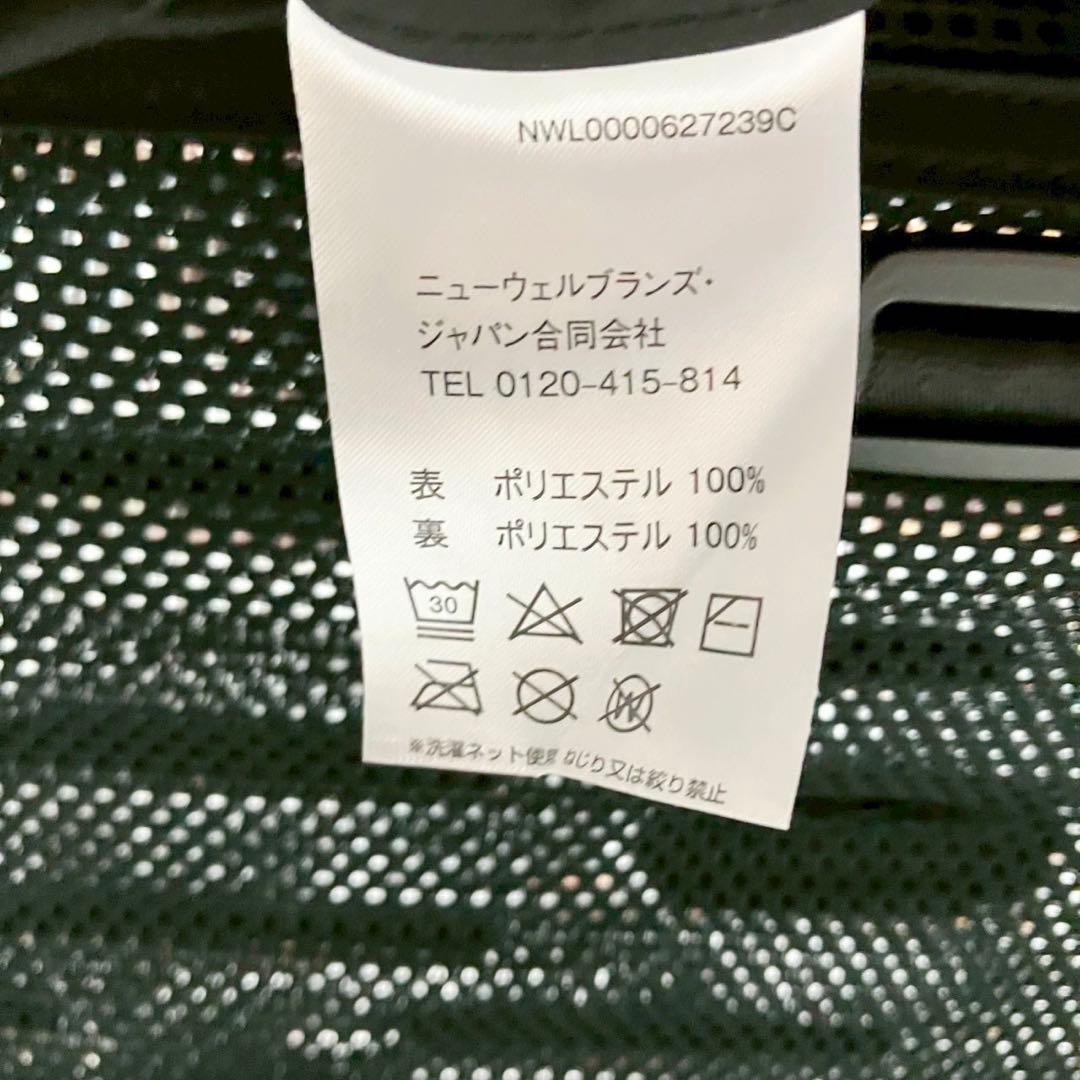 NWL0000627239C
ニューウェルブランズ・
ジャパン合同会社
TEL 0120-415-814
表 ポリエステル 100%
裏 ポリエステル 100%
30
W
※洗濯ネット使用 ねじり又は絞り禁止